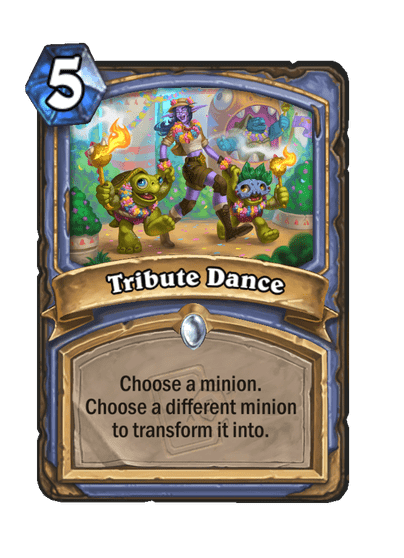 5
Tribute Dance
Choose a minion.
Choose a different minion
to transform it into.